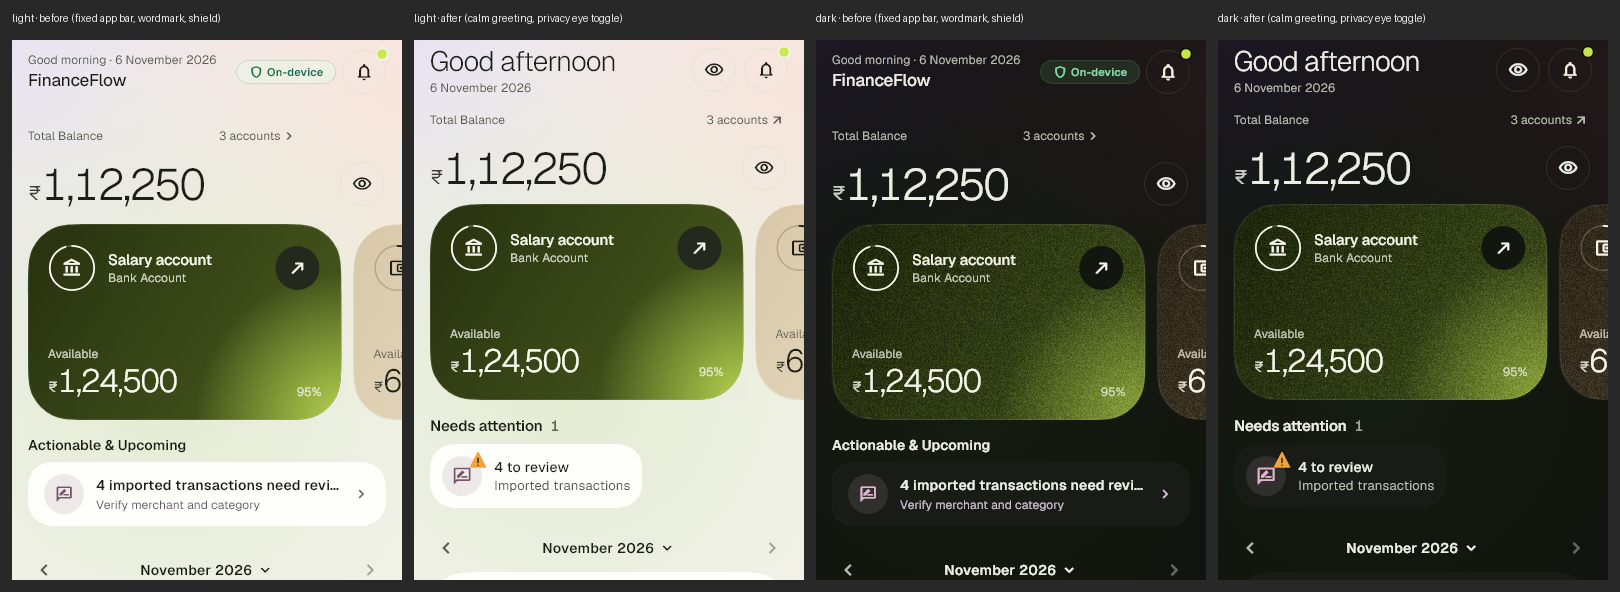 light · before (fixed app bar, wordmark, shield)
Good morning · 6 November 2026
FinanceFlow
On-device
Total Balance
3 accounts
₹1,12,250
Salary account
Bank Account
Available
₹1,24,500
95%
Availa
₹6
Actionable & Upcoming
4 imported transactions need revi...
Verify merchant and category
November 2026
light · after (calm greeting, privacy eye toggle)
Good afternoon
6 November 2026
Total Balance
3 accounts
₹1,12,250
Salary account
Bank Account
Available
₹1,24,500
95%
Availa
₹6
Needs attention 1
4 to review
Imported transactions
November 2026
dark · before (fixed app bar, wordmark, shield)
Good morning · 6 November 2026
FinanceFlow
On-device
Total Balance
3 accounts
₹1,12,250
Salary account
Bank Account
Available
₹1,24,500
95%
Availa
₹6
Actionable & Upcoming
4 imported transactions need revi...
Verify merchant and category
November 2026
dark · after (calm greeting, privacy eye toggle)
Good afternoon
6 November 2026
Total Balance
3 accounts
₹1,12,250
Salary account
Bank Account
Available
₹1,24,500
95%
Availa
₹6
Needs attention 1
4 to review
Imported transactions
November 2026